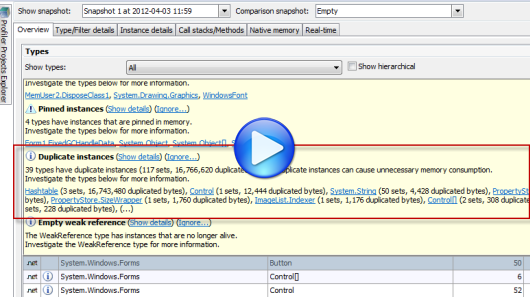 Show snapshot: Snapshot 1 at 2012-04-03 11:59 Comparison snapshot: Empty
Overview Type/Filter details Instance details Call stacks/Methods Native memory Real-time
Profiler Projects Explorer
Types
Show types: All Show hierarchical
Investigate the types below for more information.
MemUser2.DisposeClass1, System.Drawing.Graphics, WindowsFont
Pinned instances (Show details) (Ignore...)
4 types have instances that are pinned in memory.
Investigate the types below for more information.
Form1.FixedGCHandleData, System.Object, System.Object[],
Duplicate instances (Show details) (Ignore...)
39 types have duplicate instances (117 sets, 16,766,620 duplicated bytes). Duplicate instances can cause unnecessary memory consumption.
Investigate the types below for more information.
Hashtable (3 sets, 16,743,480 duplicated bytes), Control (1 sets, 12,444 duplicated bytes), System.String (50 sets, 4,428 duplicated bytes), PropertySt
bytes), PropertyStore.SizeWrapper (1 sets, 1,760 duplicated bytes), ImageList.Indexer (1 sets, 1,176 duplicated bytes), Control[] (2 sets, 308 duplicate
sets, 228 duplicated bytes), (...)
Empty weak reference (Show details) (Ignore...)
The WeakReference type has instances that are no longer alive.
Investigate the WeakReference type for more information.
.net System.Windows.Forms Button 50
.net System.Windows.Forms Control[] 6
.net System.Windows.Forms Control 52